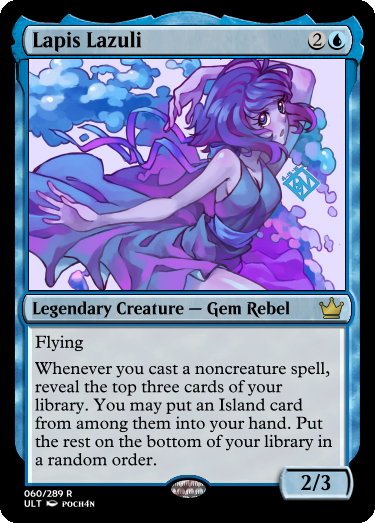 Lapis Lazuli 2
Legendary Creature — Gem Rebel
Flying
Whenever you cast a noncreature spell,
reveal the top three cards of your
library. You may put an Island card
from among them into your hand. Put
the rest on the bottom of your library in
a random order.
2/3
060/289 R
ULT POCH4N